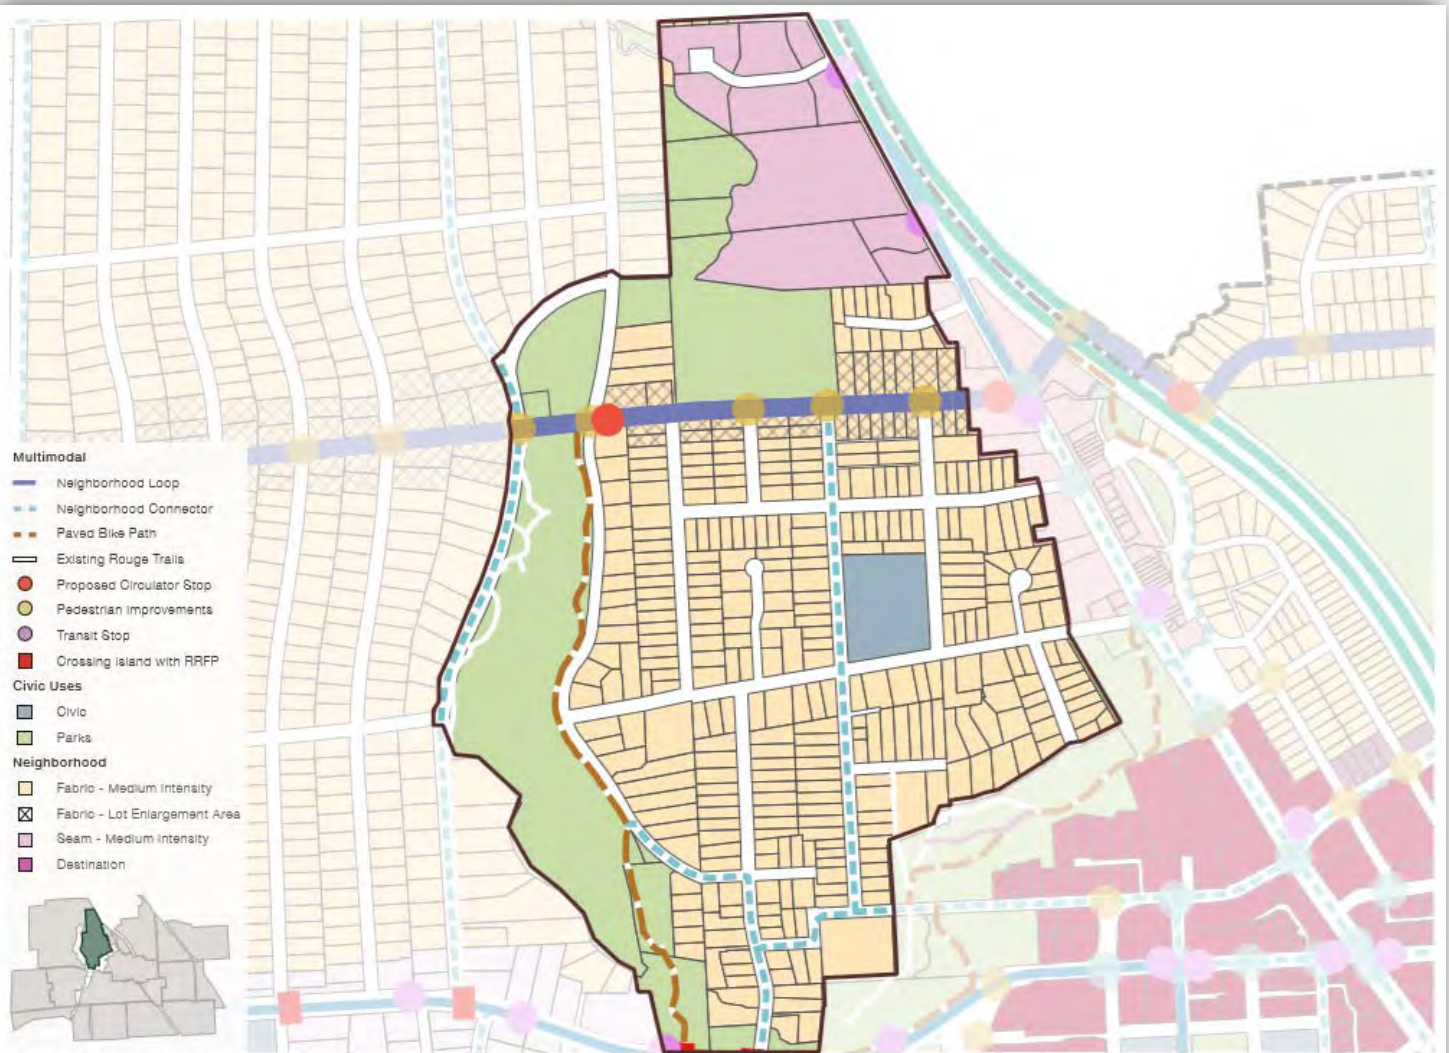 Multimodal
Neighborhood Loop
Neighborhood Connector
Paved Bike Path
Existing Rouge Trails
Proposed Circulator Stop
Pedestrian Improvements
Transit Stop
Crossing Island with RRFP
Civic Uses
Civic
Parks
Neighborhood
Fabric - Medium Intensity
Fabric - Lot Enlargement Area
Seam - Medium Intensity
Destination